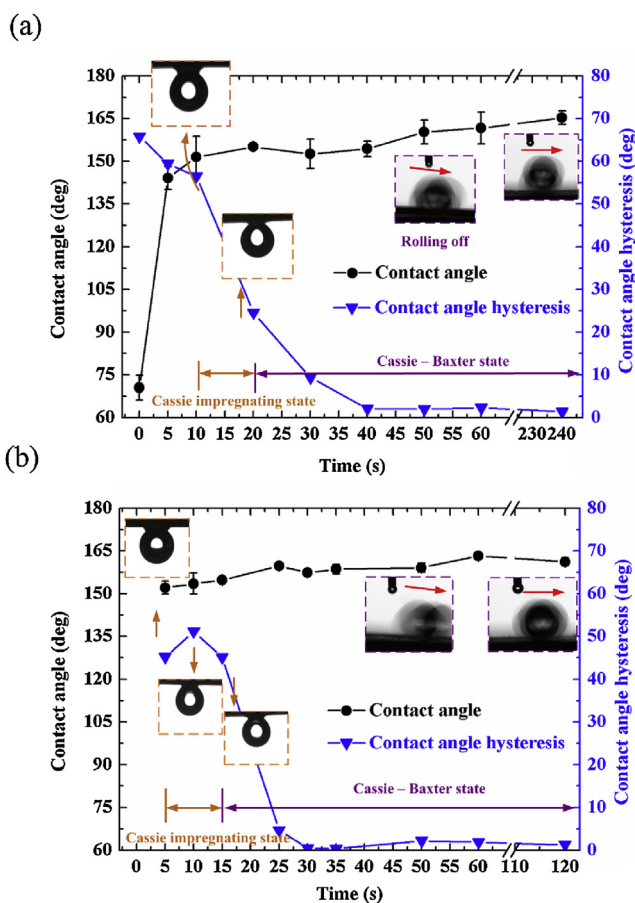 (a)
180
165
150
135
120
105
90
75
60
Contact angle (deg)
80
70
60
50
40
30
20
10
0
Contact angle hysteresis (deg)
Rolling off
Contact angle
Contact angle hysteresis
Cassie – Baxter state
Cassie impregnating state
0 5 10 15 20 25 30 35 40 45 50 55 60 230 240
Time (s)
(b)
180
165
150
135
120
105
90
75
60
Contact angle (deg)
80
70
60
50
40
30
20
10
0
Contact angle hysteresis (deg)
Contact angle
Contact angle hysteresis
Cassie – Baxter state
Cassie impregnating state
0 5 10 15 20 25 30 35 40 45 50 55 60 110 120
Time (s)